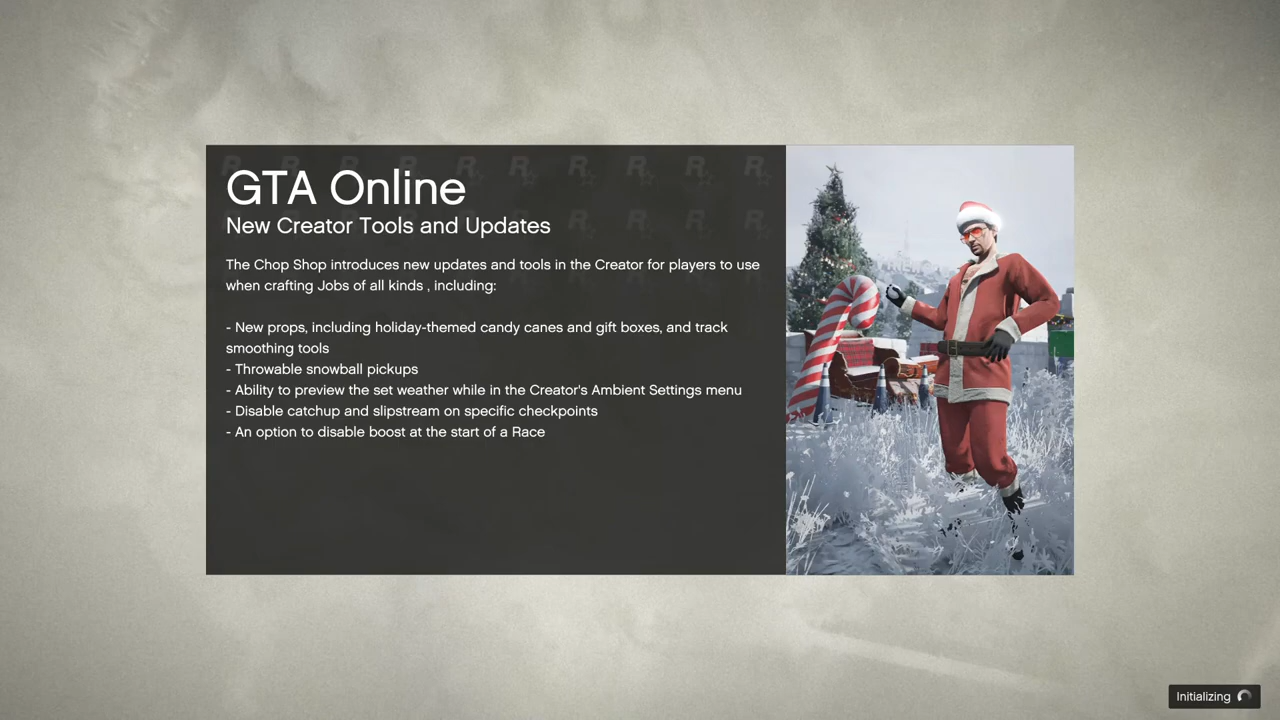 GTA Online
New Creator Tools and Updates
The Chop Shop introduces new updates and tools in the Creator for players to use
when crafting Jobs of all kinds , including:
- New props, including holiday-themed candy canes and gift boxes, and track
smoothing tools
- Throwable snowball pickups
- Ability to preview the set weather while in the Creator's Ambient Settings menu
- Disable catchup and slipstream on specific checkpoints
- An option to disable boost at the start of a Race
Initializing